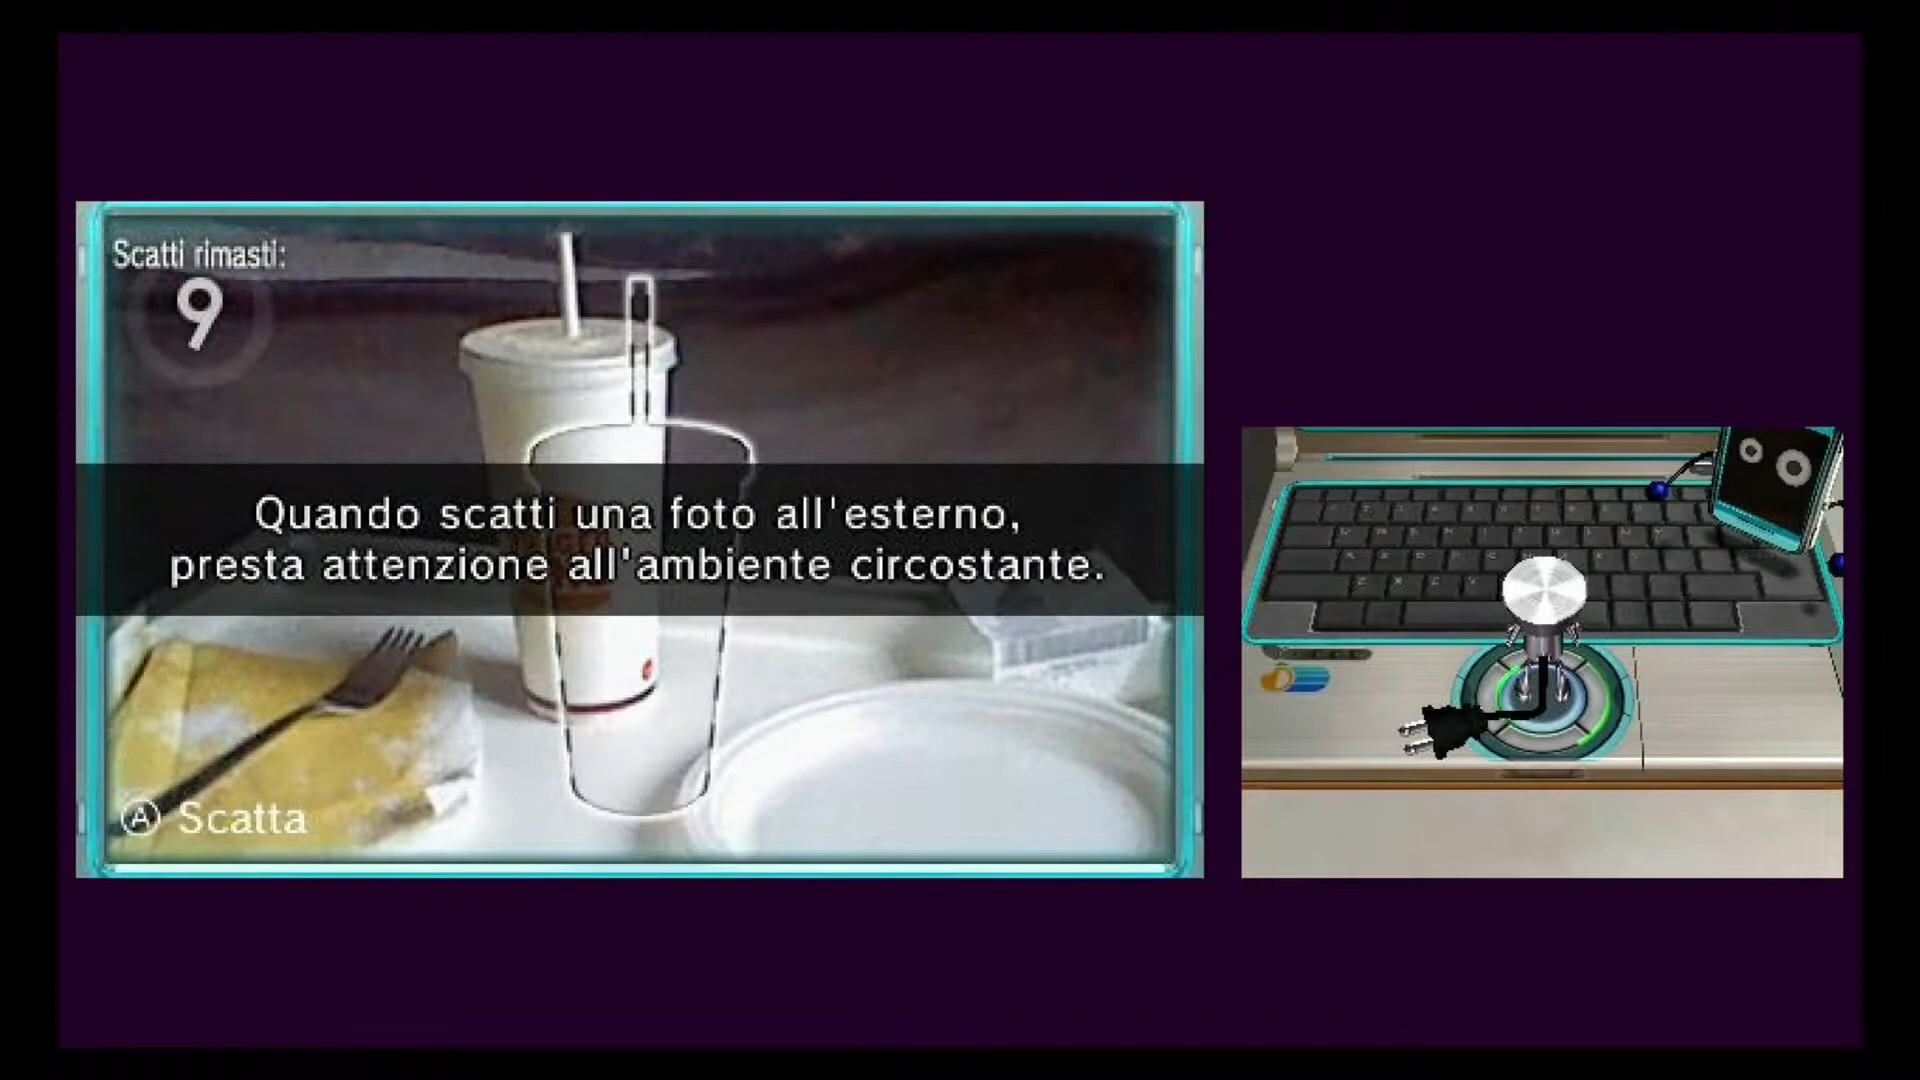 Scatti rimasti:
9
Quando scatti una foto all'esterno,
presta attenzione all'ambiente circostante.
Ⓐ Scatta